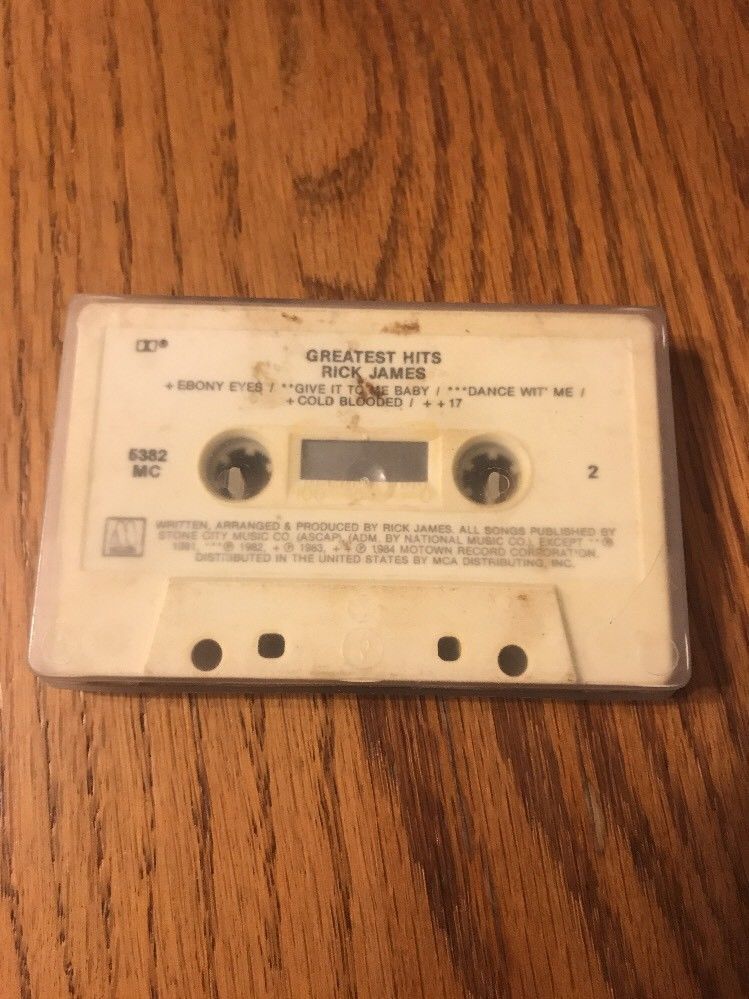 GREATEST HITS
RICK JAMES
+ EBONY EYES / **GIVE IT TO ME BABY / ***DANCE WIT' ME /
+ COLD BLOODED / + + 17
5382
MC
2
WRITTEN, ARRANGED & PRODUCED BY RICK JAMES. ALL SONGS PUBLISHED BY
STONE CITY MUSIC CO. (ASCAP), (ADM. BY NATIONAL MUSIC CO.), EXCEPT **℗
1981, ***℗ 1982, + ℗ 1983, + + ℗ 1984 MOTOWN RECORD CORPORATION.
DISTRIBUTED IN THE UNITED STATES BY MCA DISTRIBUTING, INC.